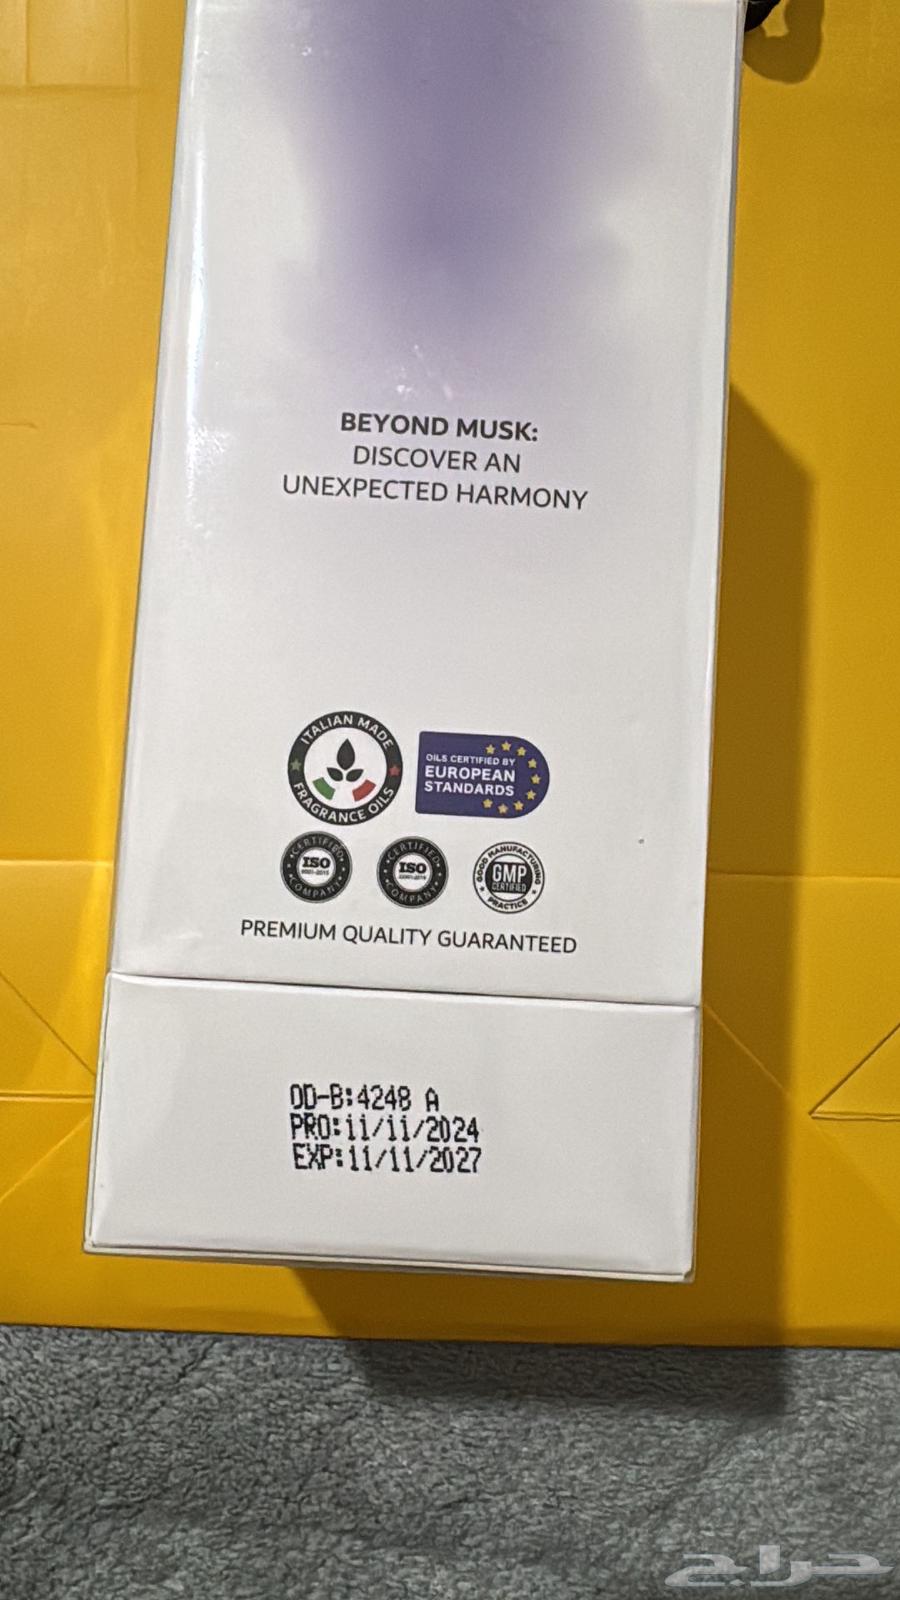 BEYOND MUSK:
DISCOVER AN
UNEXPECTED HARMONY
ITALIAN MADE
FRAGRANCE OILS
OILS CERTIFIED BY
EUROPEAN
STANDARDS
CERTIFIED
ISO
9001-2015
COMPANY
CERTIFIED
ISO
COMPANY
GOOD MANUFACTURING
GMP
CERTIFIED
PRACTICE
PREMIUM QUALITY GUARANTEED
OD-B:4248 A
PRO:11/11/2024
EXP:11/11/2027
حراج